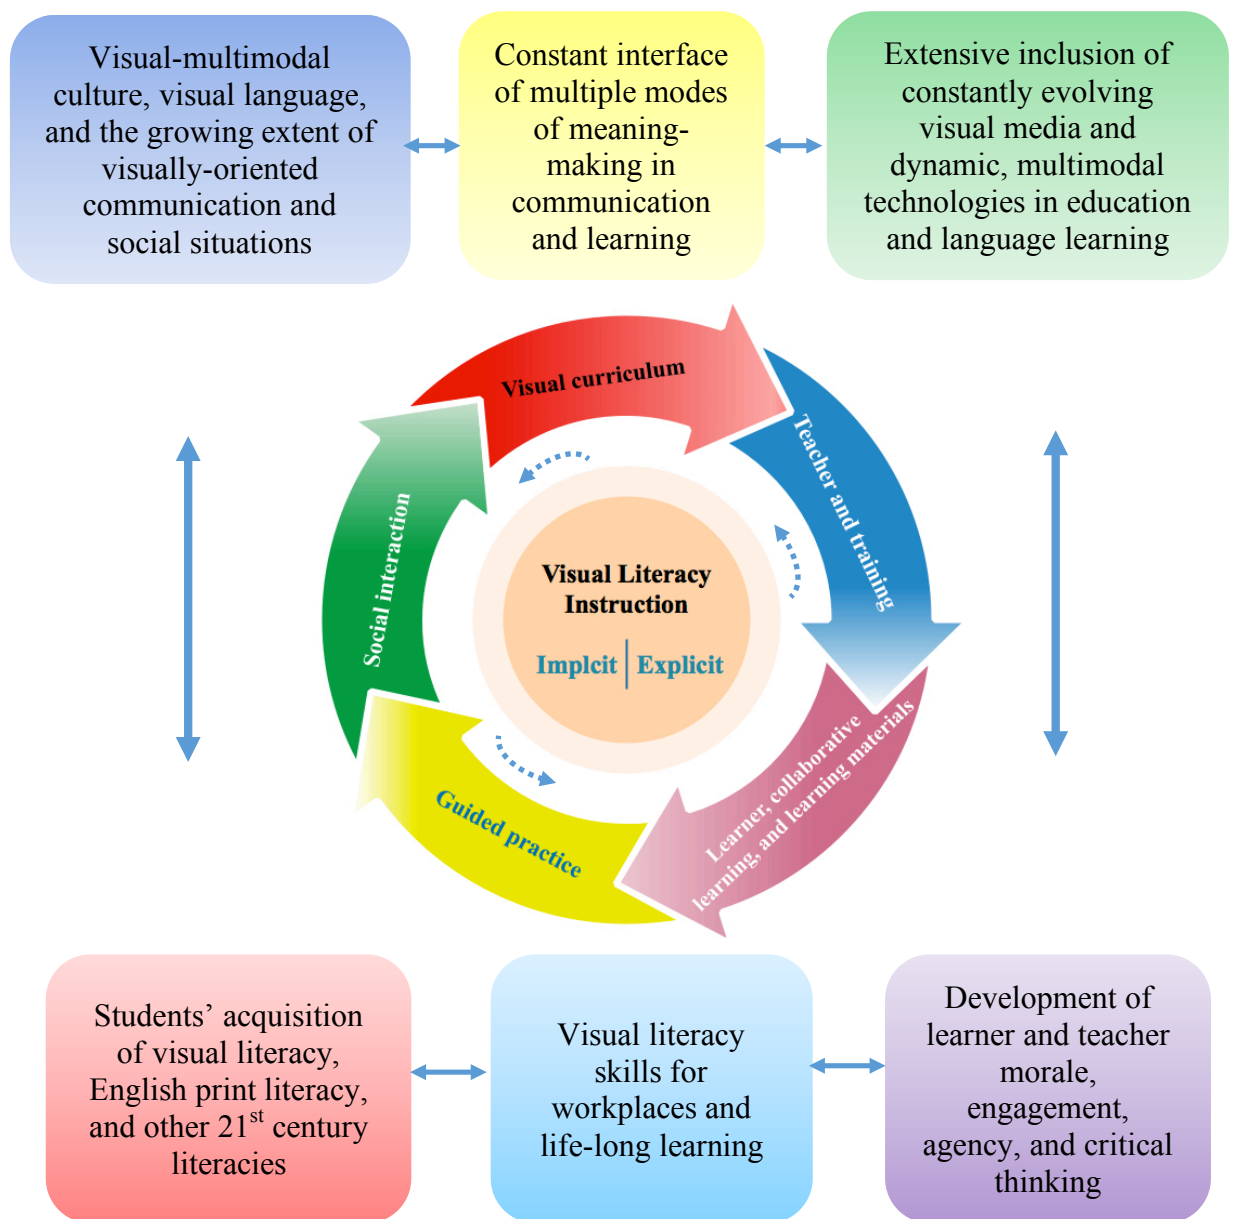 Visual-multimodal
culture, visual language,
and the growing extent of
visually-oriented
communication and
social situations
Constant interface
of multiple modes
of meaning-
making in
communication
and learning
Extensive inclusion of
constantly evolving
visual media and
dynamic, multimodal
technologies in education
and language learning
Visual curriculum
Teacher and training
Learner, collaborative
learning, and learning materials
Guided practice
Social interaction
Visual Literacy
Instruction
Implcit | Explicit
Students’ acquisition
of visual literacy,
English print literacy,
and other 21st century
literacies
Visual literacy
skills for
workplaces and
life-long learning
Development of
learner and teacher
morale,
engagement,
agency, and critical
thinking